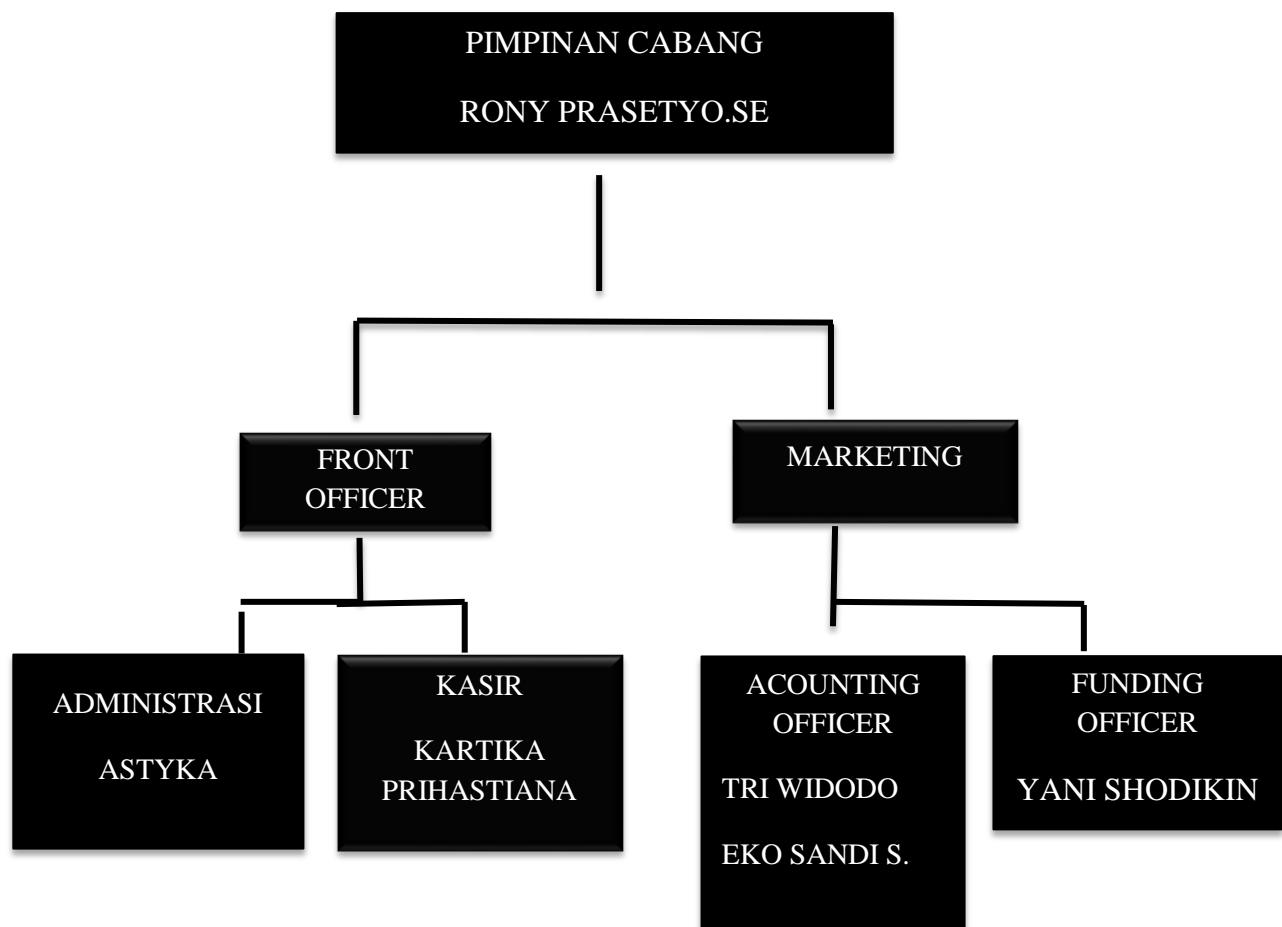 PIMPINAN CABANG
RONY PRASETYO.SE
FRONT
OFFICER
MARKETING
ADMINISTRASI
ASTYKA
KASIR
KARTIKA
PRIHASTIANA
ACOUNTING
OFFICER
TRI WIDODO
EKO SANDI S.
FUNDING
OFFICER
YANI SHODIKIN